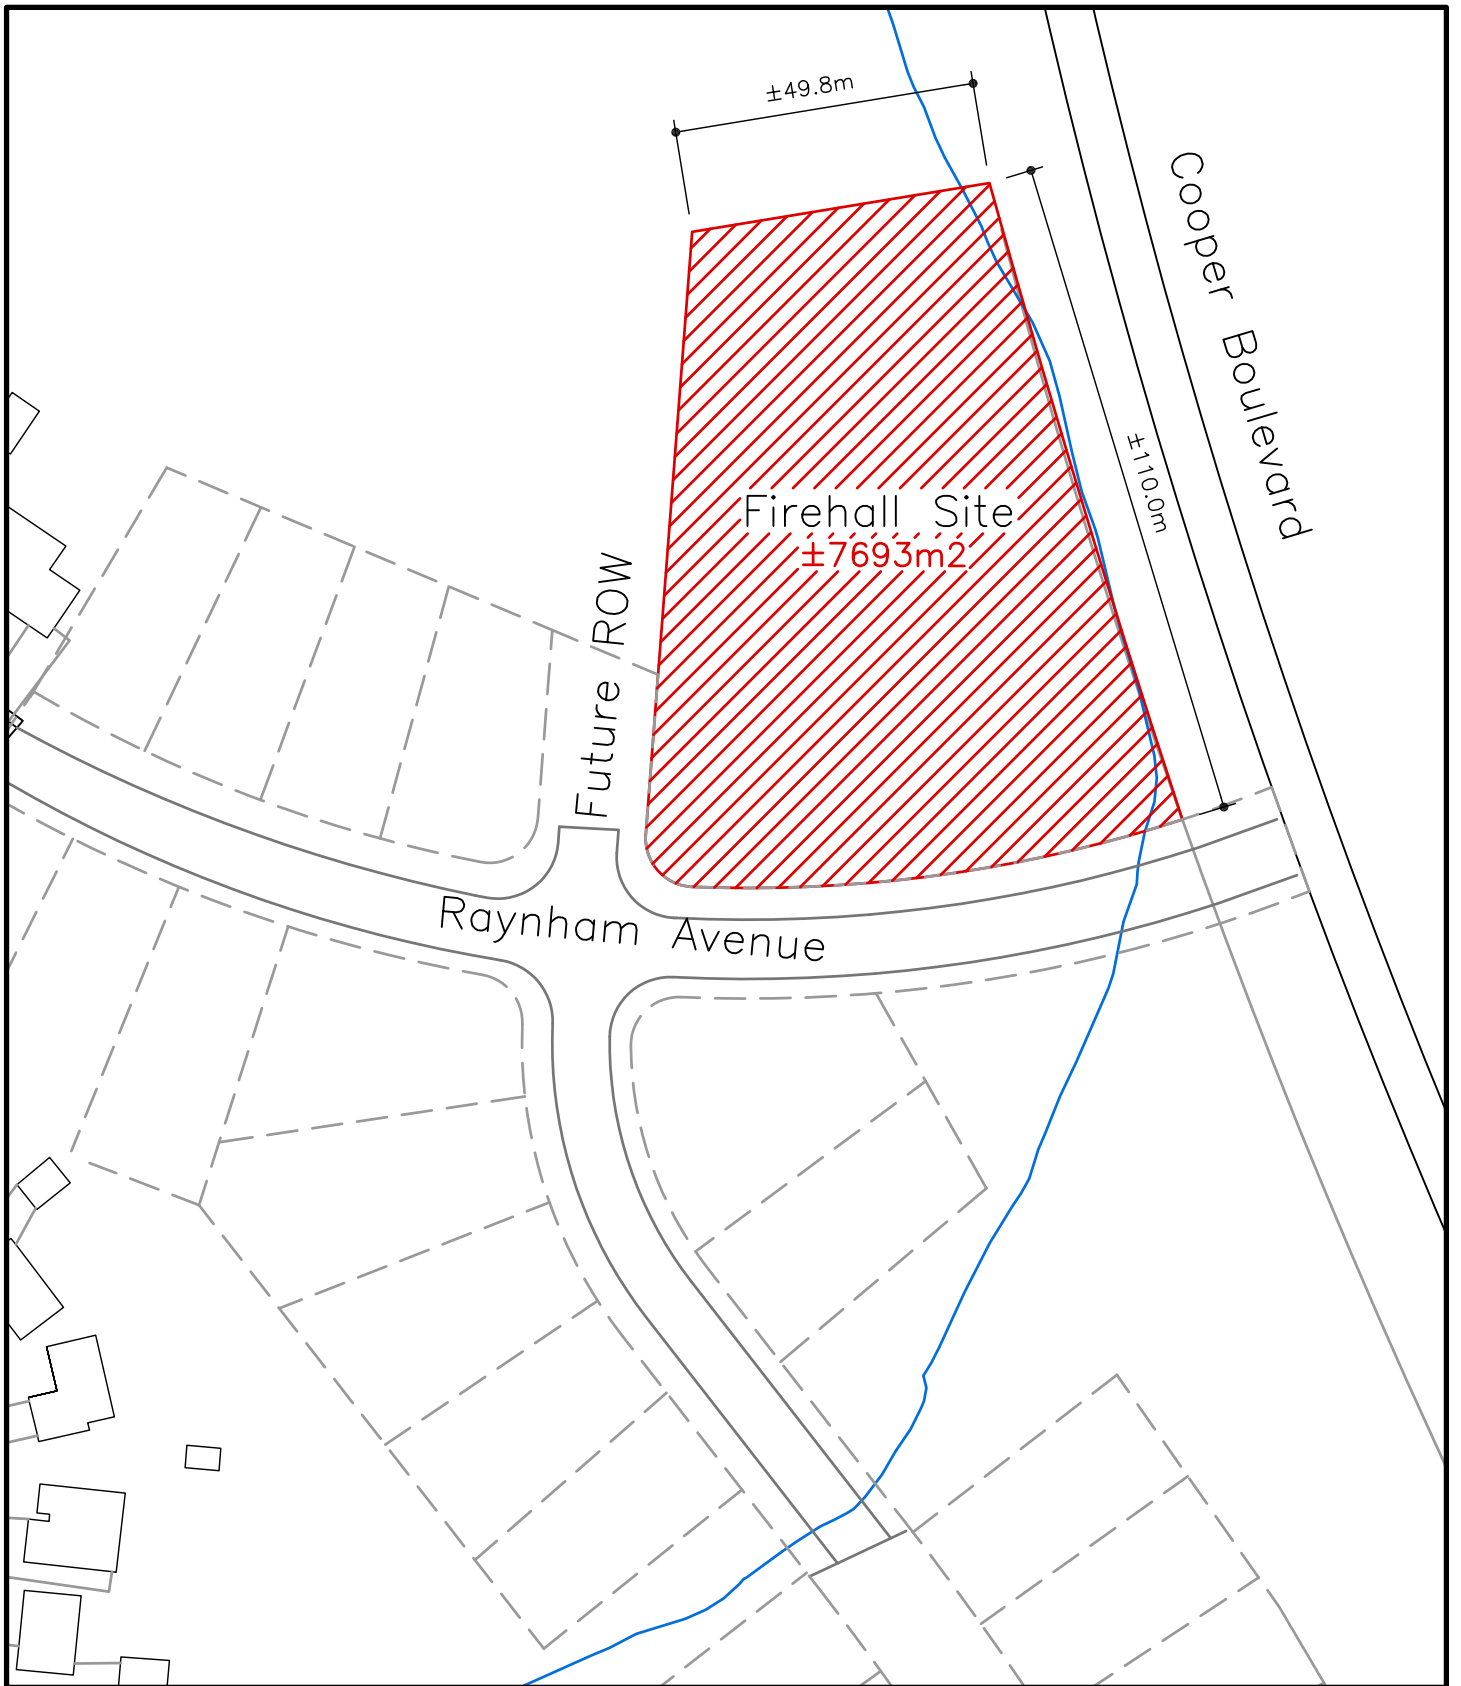 ±49.8m
Cooper Boulevard
±110.0m
Firehall Site
±7693m2
Future ROW
Raynham Avenue